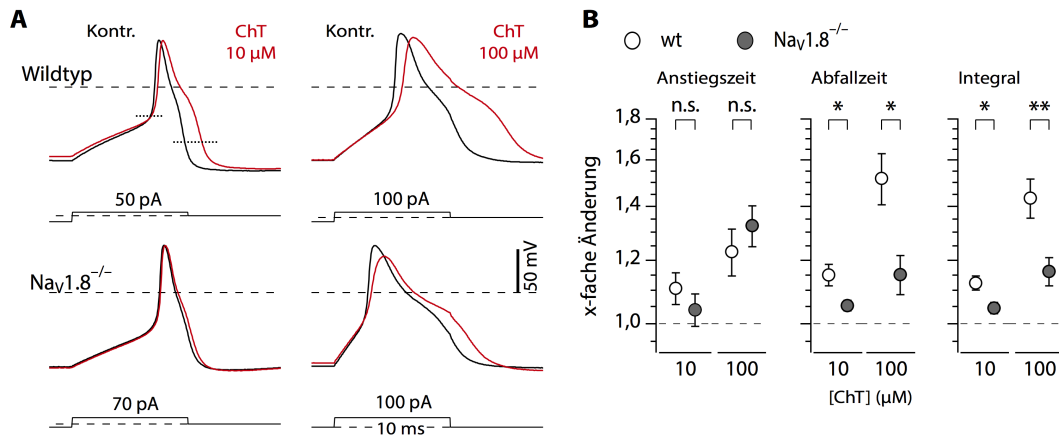 A
Kontr.
ChT
10 µM
Kontr.
ChT
100 µM
Wildtyp
50 pA
100 pA
Na_V1.8^−/−
50 mV
70 pA
100 pA
10 ms
B
wt
Na_V1.8^−/−
Anstiegszeit
Abfallzeit
Integral
n.s.
n.s.
*
*
*
**
x-fache Änderung
1,8
1,6
1,4
1,2
1,0
10
100
10
100
10
100
[ChT] (µM)